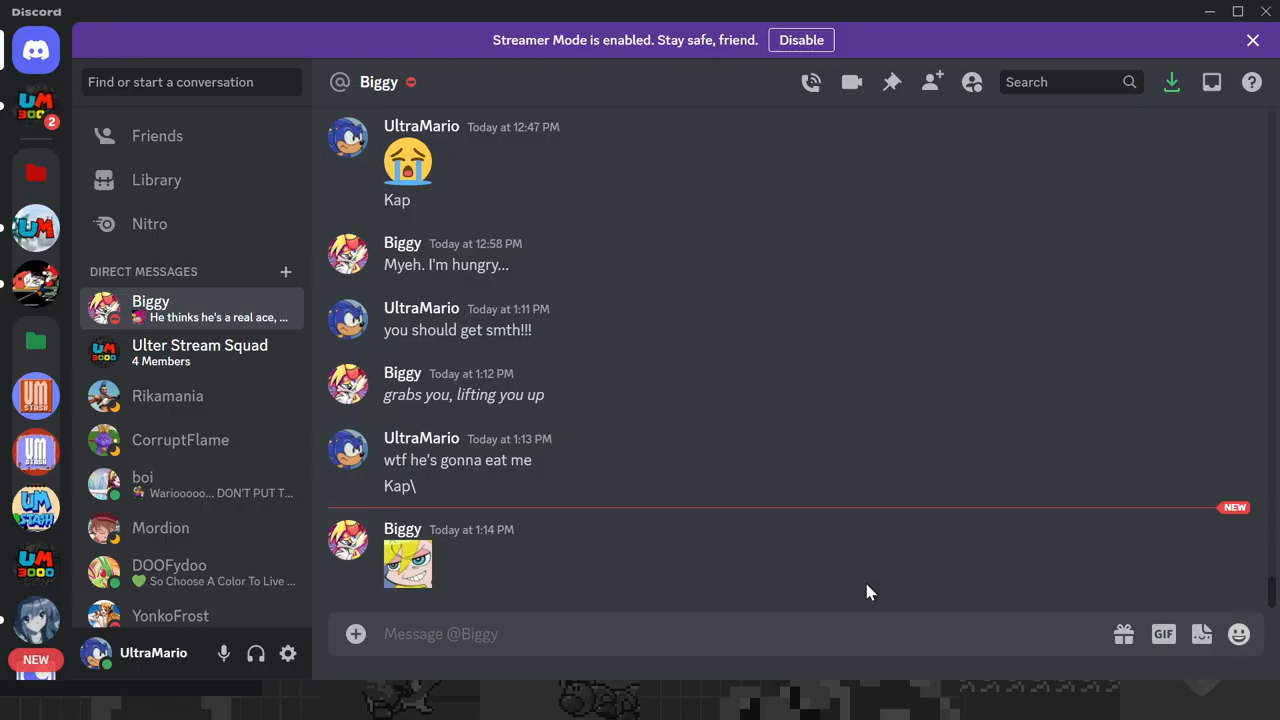 Discord
Streamer Mode is enabled. Stay safe, friend. Disable
Find or start a conversation
@ Biggy
Search
UM 2
Friends
Library
Nitro
DIRECT MESSAGES
Biggy
He thinks he's a real ace, ...
Ulter Stream Squad
4 Members
Rikamania
CorruptFlame
boi
Wariooooo... DON'T PUT T...
Mordion
DOOFydoo
So Choose A Color To Live ...
YonkoFrost
NEW
UltraMario
UltraMario Today at 12:47 PM
Kap
Biggy Today at 12:58 PM
Myeh. I'm hungry...
UltraMario Today at 1:11 PM
you should get smth!!!
Biggy Today at 1:12 PM
grabs you, lifting you up
UltraMario Today at 1:13 PM
wtf he's gonna eat me
Kap\
NEW
Biggy Today at 1:14 PM
Message @Biggy
GIF